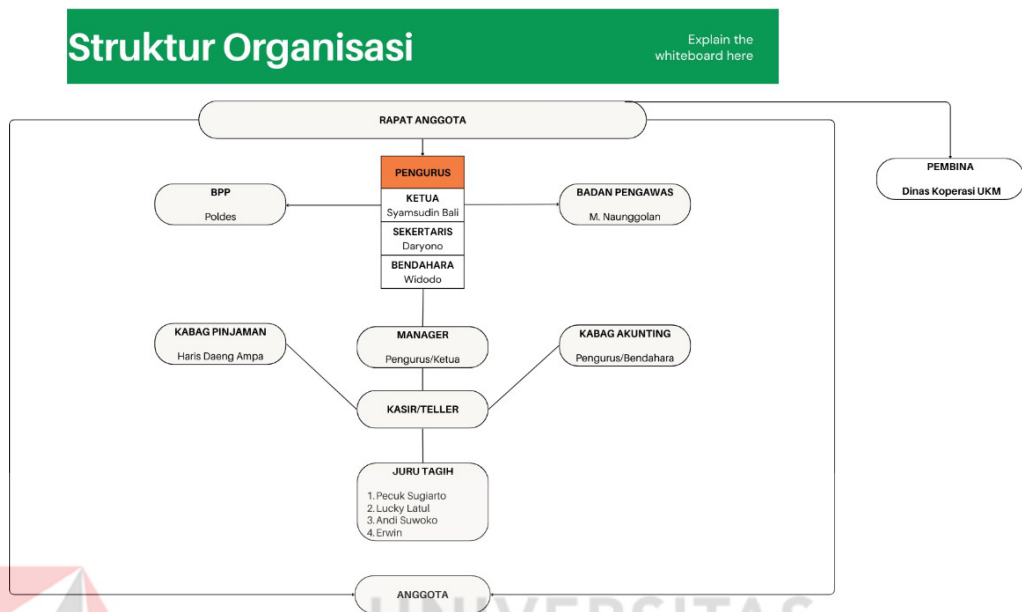 Struktur Organisasi
Explain the
whiteboard here
RAPAT ANGGOTA
PENGURUS
KETUA
Syamsudin Bali
SEKERTARIS
Daryono
BENDAHARA
Widodo
BPP
Poldes
BADAN PENGAWAS
M. Naunggolan
PEMBINA
Dinas Koperasi UKM
KABAG PINJAMAN
Haris Daeng Ampa
MANAGER
Pengurus/Ketua
KABAG AKUNTING
Pengurus/Bendahara
KASIR/TELLER
JURU TAGIH
1. Pecuk Sugiarto
2. Lucky Latul
3. Andi Suwoko
4. Erwin
ANGGOTA
UNIVERSITAS